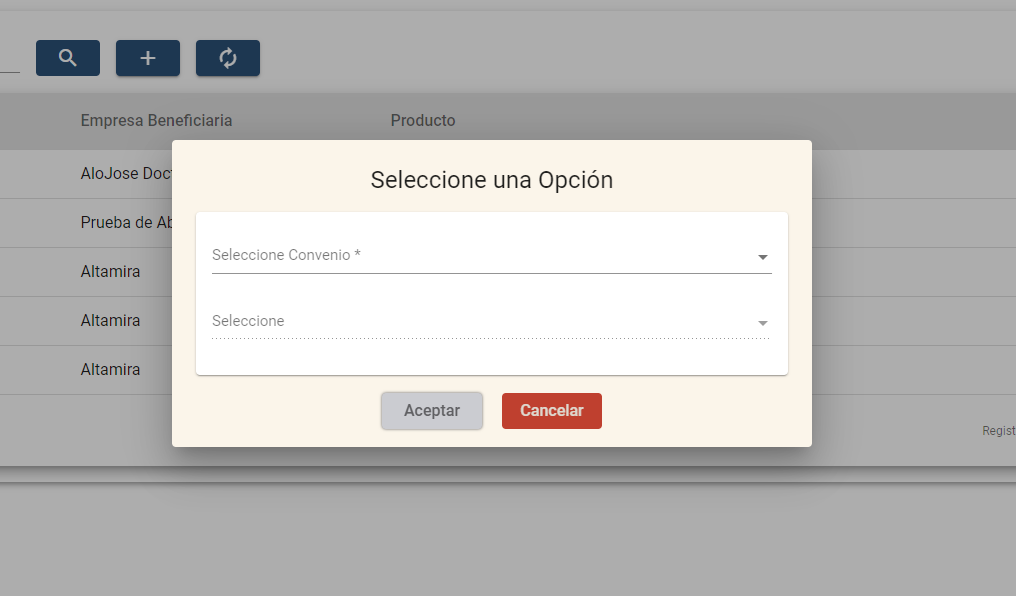 Empresa Beneficiaria Producto
AloJose Doc
Prueba de Ab
Altamira
Altamira
Altamira
Seleccione una Opción
Seleccione Convenio *
Seleccione
Aceptar Cancelar
Regist